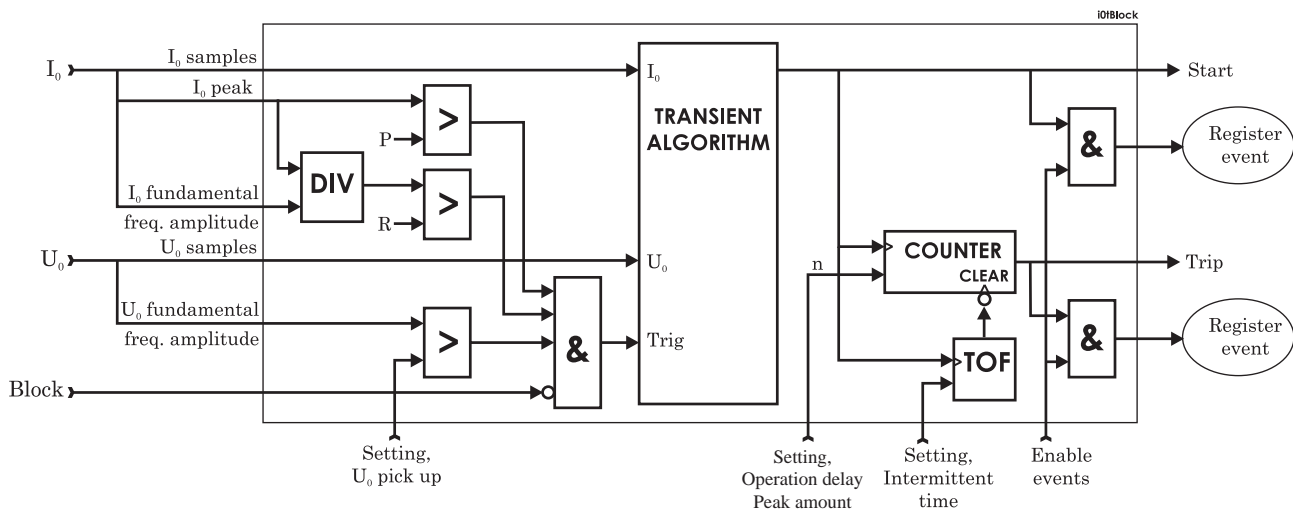 i0tBlock
I₀
I₀ samples
I₀ peak
P
>
TRANSIENT
ALGORITHM
I₀
Start
&
Register
event
DIV
I₀ fundamental
freq. amplitude
R
>
U₀
U₀ samples
U₀
n
COUNTER
CLEAR
Trip
U₀ fundamental
freq. amplitude
>
&
Trig
TOF
&
Register
event
Block
Setting,
U₀ pick up
Setting,
Operation delay
Peak amount
Setting,
Intermittent
time
Enable
events